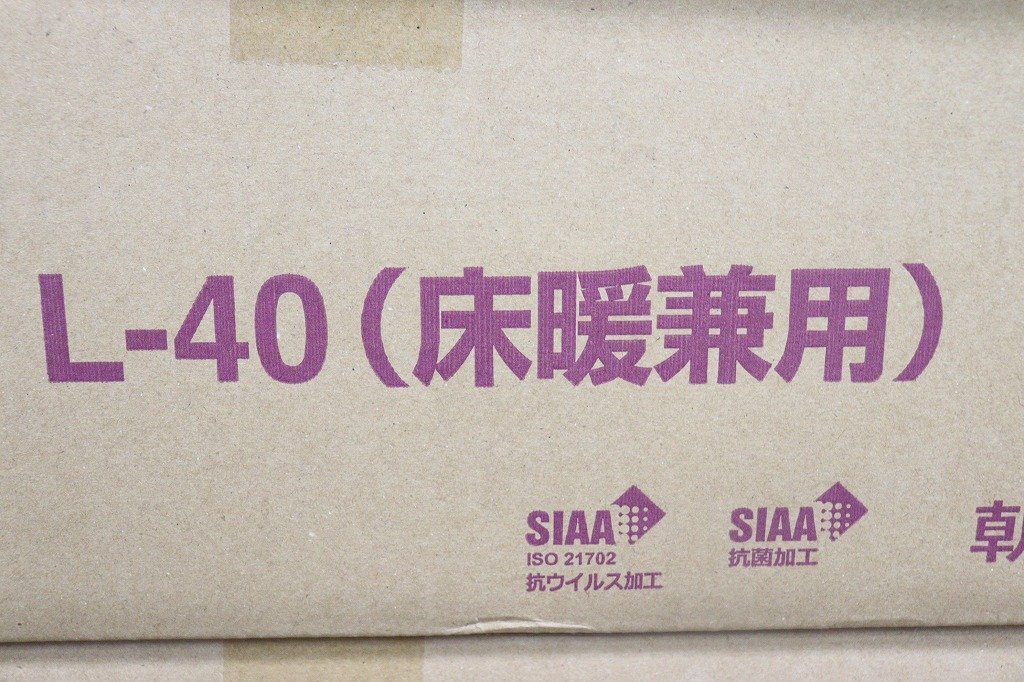 L-40（床暖兼用）
SIAA
ISO 21702
抗ウイルス加工
SIAA
抗菌加工